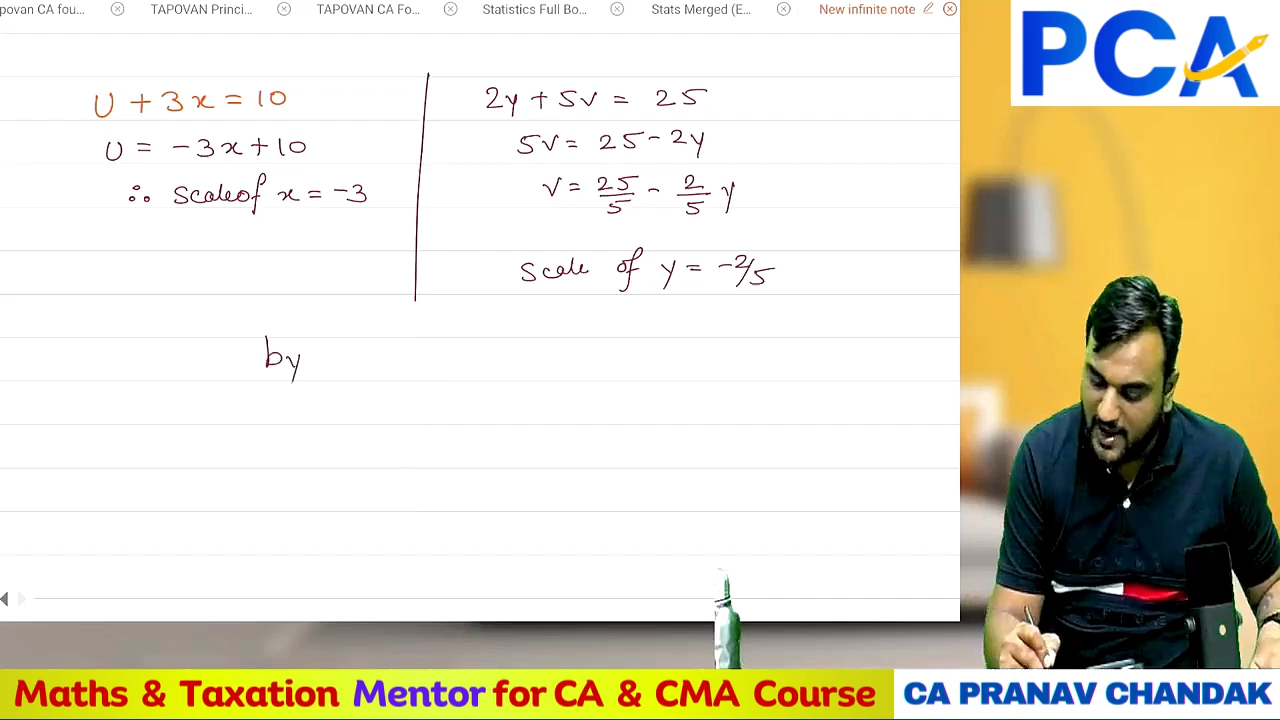 povan CA fou...
TAPOVAN Princi...
TAPOVAN CA Fo...
Statistics Full Bo...
Stats Merged (E...
New infinite note
PCA
U + 3x = 10
U = -3x + 10
∴ Scale of x = -3
2y + 5v = 25
5v = 25 - 2y
v = 25/5 - 2/5 y
Scale of y = -2/5
by
Maths & Taxation Mentor for CA & CMA Course
CA PRANAV CHANDAK